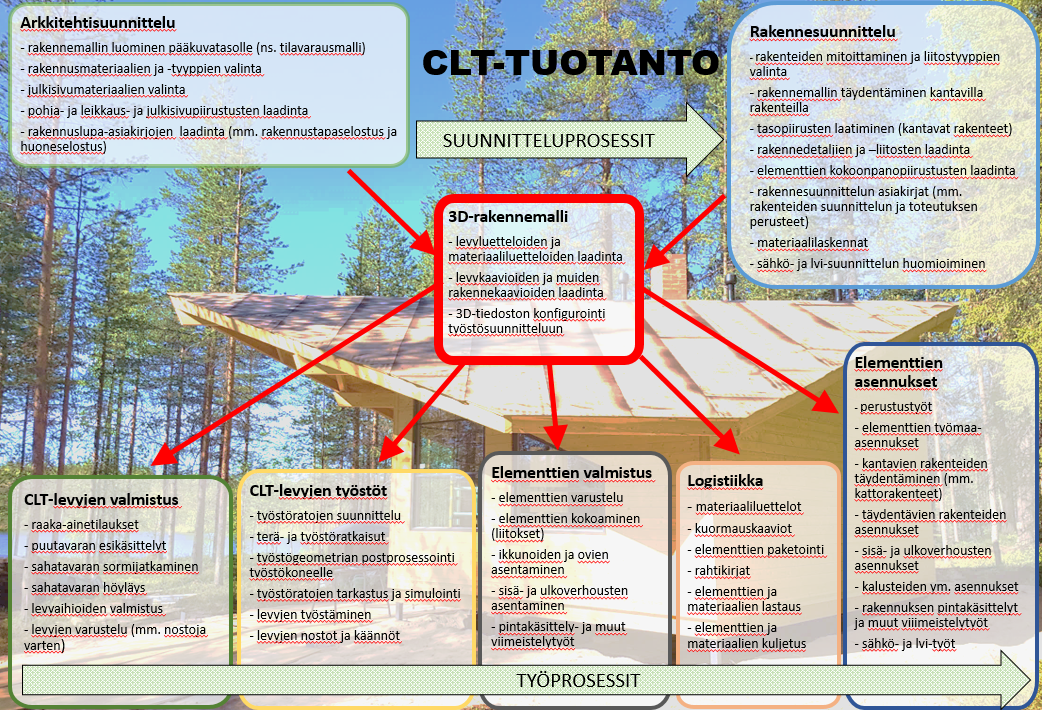 Arkkitehtisuunnittelu
- rakennemallin luominen pääkuvatasolle (ns. tilavarausmalli)
- rakennusmateriaalien ja -tyyppien valinta
- julkisivumateriaalien valinta
- pohja- ja leikkaus- ja julkisivupiirustusten laadinta
- rakennuslupa-asiakirjojen laadinta (mm. rakennustapaselostus ja
huoneselostus)
CLT-TUOTANTO
SUUNNITTELUPROSESSIT
Rakennesuunnittelu
- rakenteiden mitoittaminen ja liitostyyppien
valinta
- rakennemallin täydentäminen kantavilla
rakenteilla
- tasopiirusten laatiminen (kantavat rakenteet)
- rakennedetaljien ja –liitosten laadinta
- elementtien kokoonpanopiirustusten laadinta
- rakennesuunnittelun asiakirjat (mm.
rakenteiden suunnittelun ja toteutuksen
perusteet)
- materiaalilaskennat
- sähkö- ja lvi-suunnittelun huomioiminen
3D-rakennemalli
- levyluetteloiden ja
materiaaliluetteloiden laadinta
- levykaavioiden ja muiden
rakennekaavioiden laadinta
- 3D-tiedoston konfigurointi
työstösuunnitteluun
CLT-levyjen valmistus
- raaka-ainetilaukset
- puutavaran esikäsittelyt
- sahatavaran sormijatkaminen
- sahatavaran höyläys
- levyaihioiden valmistus
- levyjen varustelu (mm. nostoja
varten)
CLT-levyjen työstöt
- työstöratojen suunnittelu
- terä- ja työstöratkaisut
- työstögeometrian postprosessointi
työstökoneelle
- työstöratojen tarkastus ja simulointi
- levyjen työstäminen
- levyjen nostot ja käännöt
Elementtien valmistus
- elementtien varustelu
- elementtien kokoaminen
(liitokset)
- ikkunoiden ja ovien
asentaminen
- sisä- ja ulkoverhousten
asentaminen
- pintakäsittely- ja muut
viimeistelytyöt
Logistiikka
- materiaaliluettelot
- kuormauskaaviot
- elementtien paketointi
- rahtikirjat
- elementtien ja
materiaalien lastaus
- elementtien ja
materiaalien kuljetus
Elementtien
asennukset
- perustustyöt
- elementtien työmaa-
asennukset
- kantavien rakenteiden
täydentäminen (mm.
kattorakenteet)
- täydentävien rakenteiden
asennukset
- sisä- ja ulkoverhousten
asennukset
- kalusteiden ym. asennukset
- rakennuksen pintakäsittelyt
ja muut viiimeistelytyöt
- sähkö- ja lvi-työt
TYÖPROSESSIT